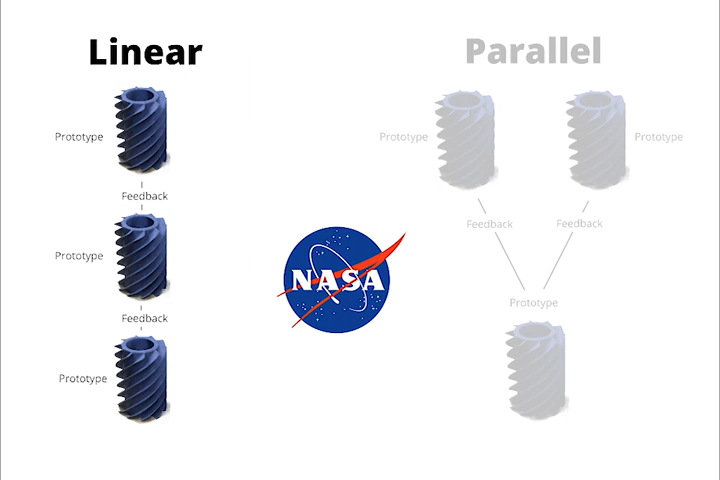 Linear
Prototype
Feedback
Prototype
Feedback
Prototype
NASA
Parallel
Prototype
Prototype
Feedback
Feedback
Prototype